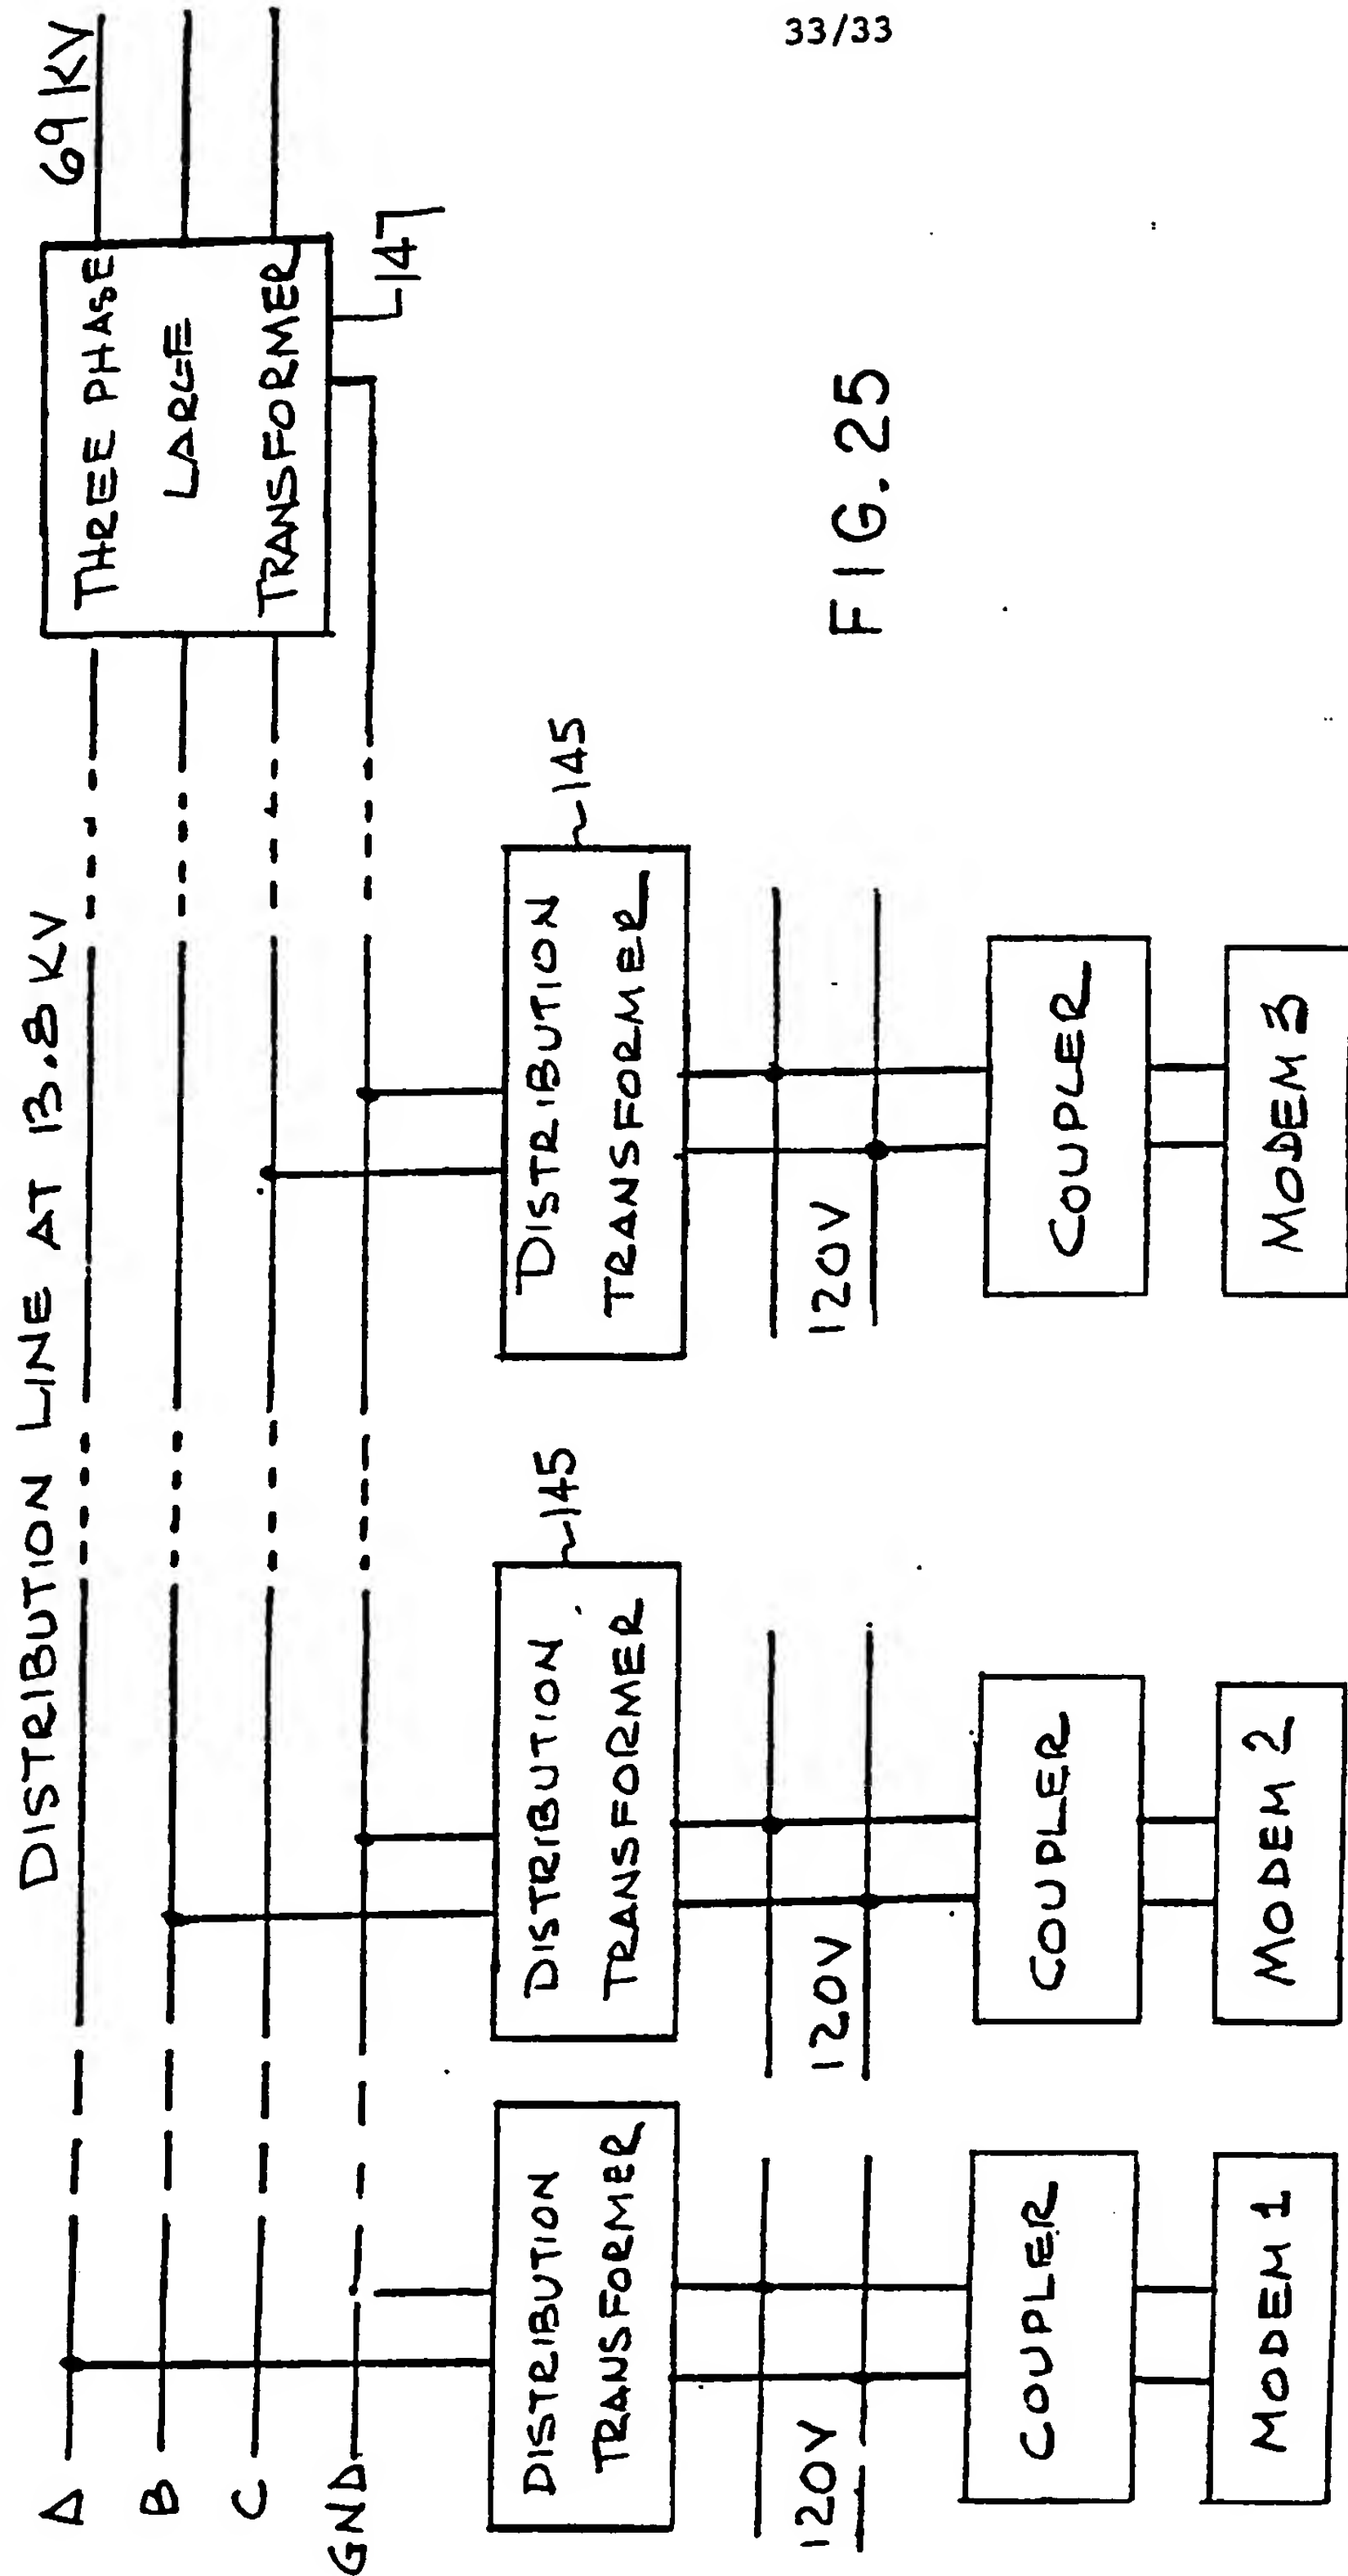 33/33
DISTRIBUTION LINE AT 13.8 KV
69 KV
A
B
C
GND
THREE PHASE
LARGE
TRANSFORMER
147
DISTRIBUTION
TRANSFORMER
DISTRIBUTION
TRANSFORMER
145
DISTRIBUTION
TRANSFORMER
145
120V
120V
120V
COUPLER
COUPLER
COUPLER
MODEM 1
MODEM 2
MODEM 3
FIG. 25